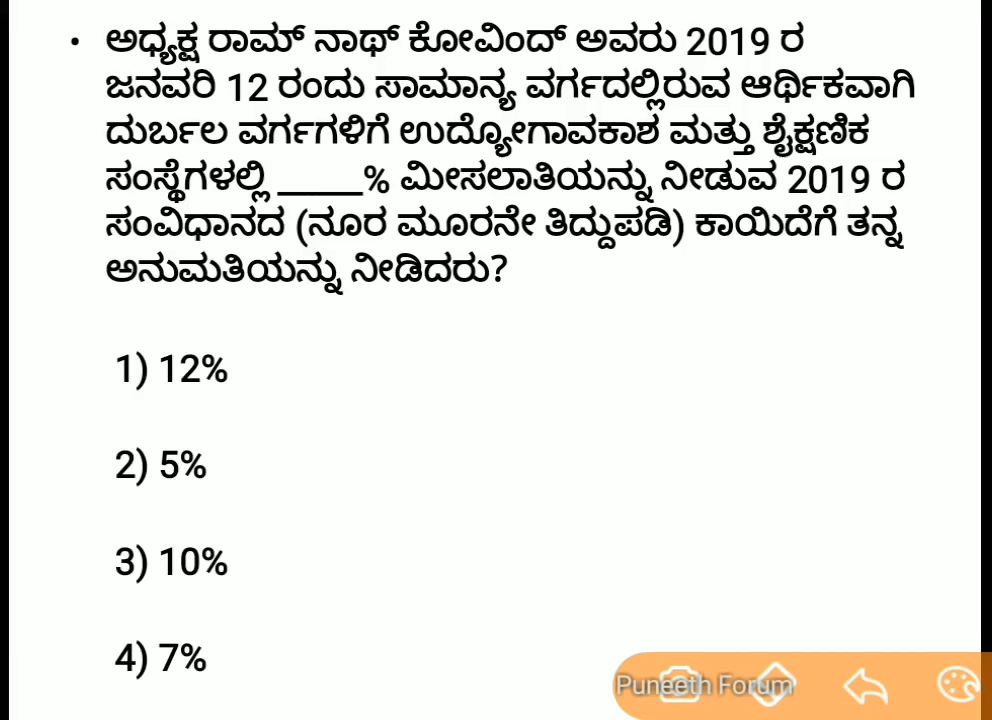 • ಅಧ್ಯಕ್ಷ ರಾಮ್ ನಾಥ್ ಕೋವಿಂದ್ ಅವರು 2019 ರ
ಜನವರಿ 12 ರಂದು ಸಾಮಾನ್ಯ ವರ್ಗದಲ್ಲಿರುವ ಆರ್ಥಿಕವಾಗಿ
ದುರ್ಬಲ ವರ್ಗಗಳಿಗೆ ಉದ್ಯೋಗಾವಕಾಶ ಮತ್ತು ಶೈಕ್ಷಣಿಕ
ಸಂಸ್ಥೆಗಳಲ್ಲಿ _____% ಮೀಸಲಾತಿಯನ್ನು ನೀಡುವ 2019 ರ
ಸಂವಿಧಾನದ (ನೂರ ಮೂರನೇ ತಿದ್ದುಪಡಿ) ಕಾಯಿದೆಗೆ ತನ್ನ
ಅನುಮತಿಯನ್ನು ನೀಡಿದರು?
1) 12%
2) 5%
3) 10%
4) 7%
Puneeth Forum